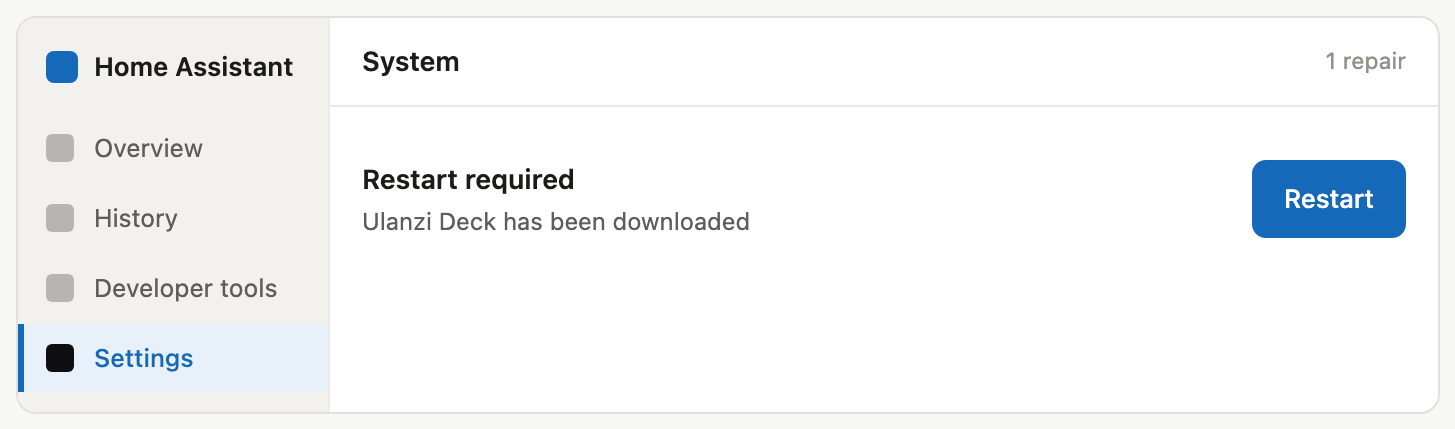 Home Assistant
Overview
History
Developer tools
Settings
System
1 repair
Restart required
Ulanzi Deck has been downloaded
Restart